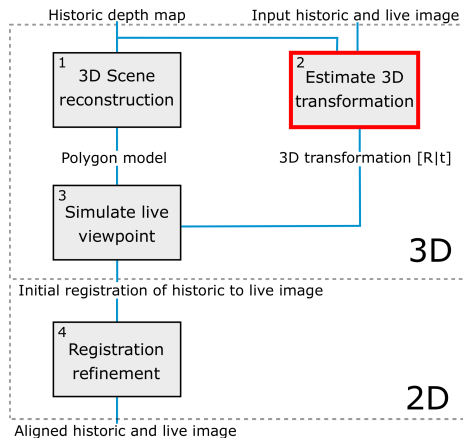 Historic depth map
Input historic and live image
1
3D Scene
reconstruction
2
Estimate 3D
transformation
Polygon model
3D transformation [R|t]
3
Simulate live
viewpoint
3D
Initial registration of historic to live image
4
Registration
refinement
2D
Aligned historic and live image